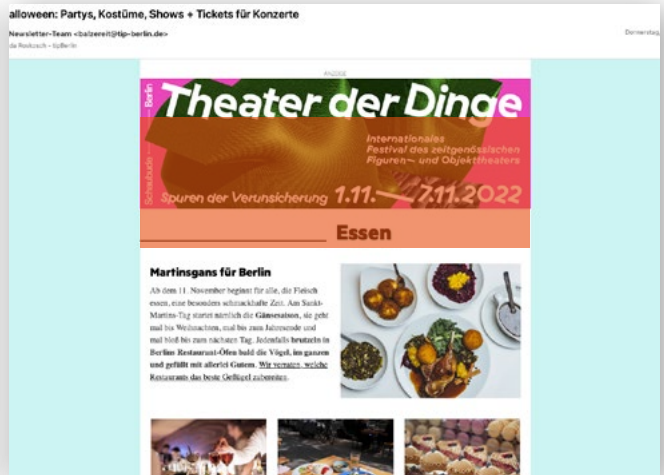 alloween: Partys, Kostüme, Shows + Tickets für Konzerte
Newsletter-Team <balzereit@tip-berlin.de>
Donnerstag,
tipBerlin
ANZEIGE
Schaubude Berlin
Theater der Dinge
Internationales
Festival des zeitgenössischen
Figuren~ und Objekttheaters
Spuren der Verunsicherung 1.11.—7.11.2022
Essen
Martinsgans für Berlin
Ab dem 11. November beginnt für alle, die Fleisch
essen, eine besonders schmackhafte Zeit. Am Sankt-
Martins-Tag startet nämlich die Gänsesaison, sie geht
mal bis Weihnachten, mal bis zum Jahresende und
mal bloß bis zum nächsten Tag. Jedenfalls brutzeln in
Berlins Restaurant-Öfen bald die Vögel, im ganzen
und gefüllt mit allerlei Gutem. Wir verraten, welche
Restaurants das beste Geflügel zubereiten.